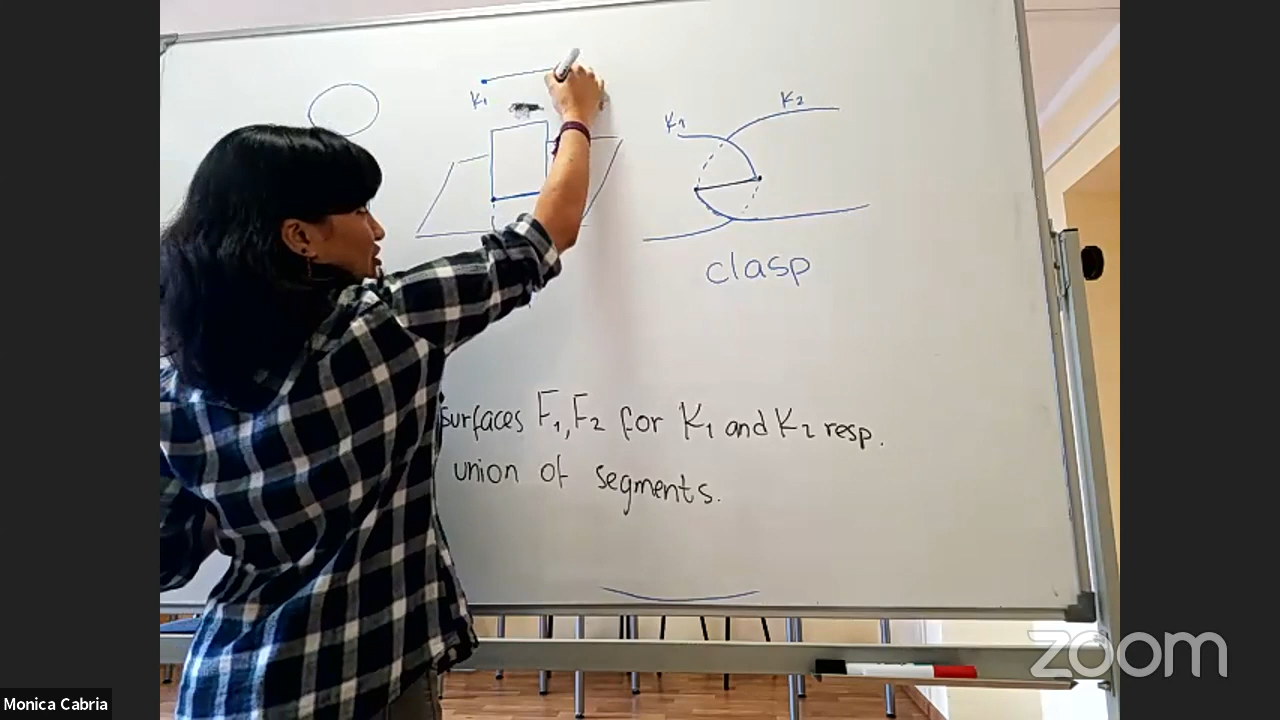 K₁
K₁ K₂
clasp
surfaces F₁, F₂ for K₁ and K₂ resp.
union of segments.
zoom
Monica Cabria